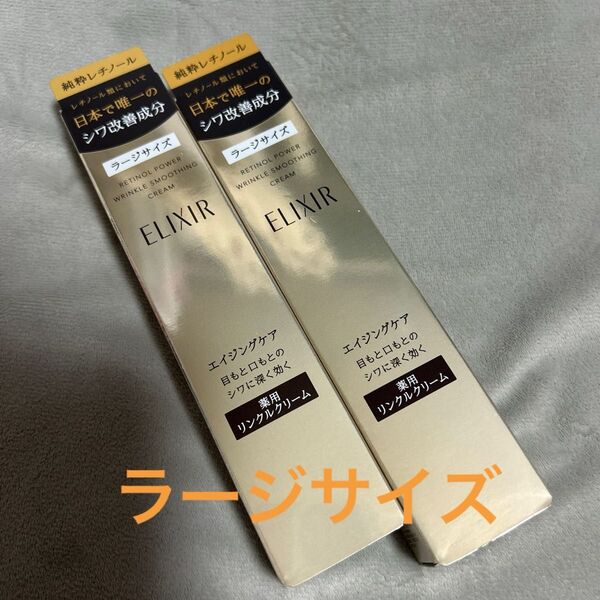 純粋レチノール
レチノール類において
日本で唯一の
シワ改善成分
ラージサイズ
RETINOL POWER
WRINKLE SMOOTHING
CREAM
ELIXIR
エイジングケア
目もと口もとの
シワに深く効く
薬用
リンクルクリーム
純粋レチノール
レチノール類において
日本で唯一の
シワ改善成分
ラージサイズ
RETINOL POWER
WRINKLE SMOOTHING
CREAM
ELIXIR
エイジングケア
目もと口もとの
シワに深く効く
薬用
リンクルクリーム
ラージサイズ